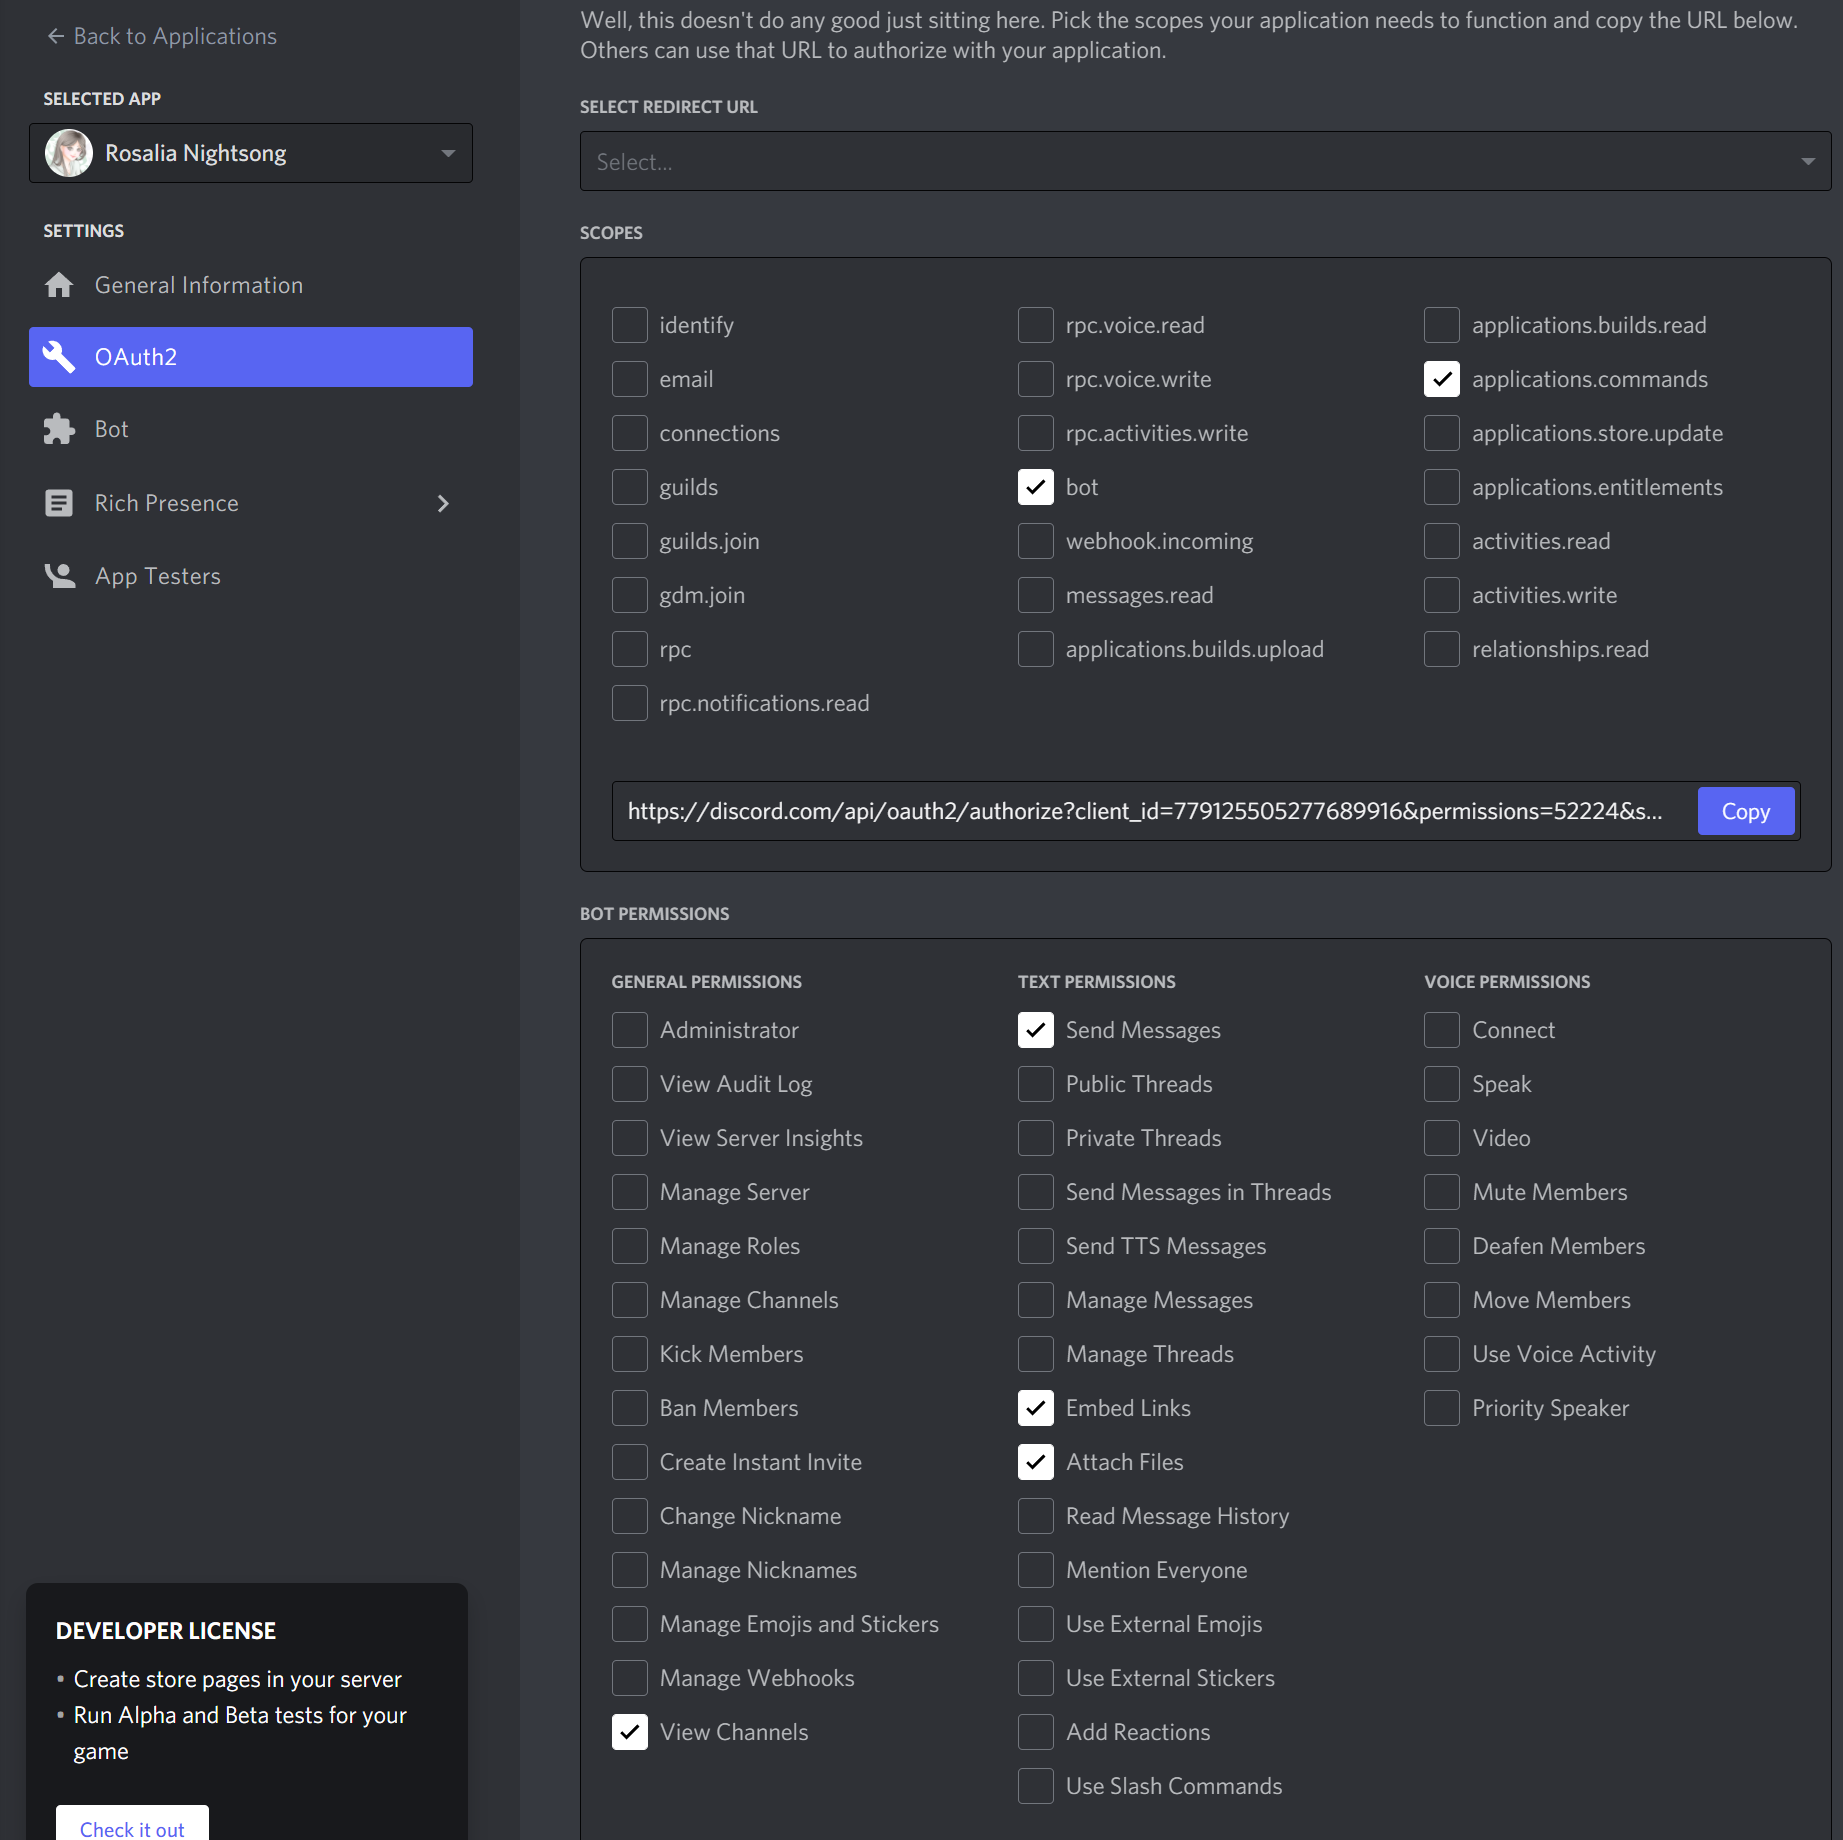 ← Back to Applications
SELECTED APP
Rosalia Nightsong
SETTINGS
General Information
OAuth2
Bot
Rich Presence
App Testers
DEVELOPER LICENSE
• Create store pages in your server
• Run Alpha and Beta tests for your
game
Check it out
Well, this doesn't do any good just sitting here. Pick the scopes your application needs to function and copy the URL below.
Others can use that URL to authorize with your application.
SELECT REDIRECT URL
Select...
SCOPES
identify
email
connections
guilds
guilds.join
gdm.join
rpc
rpc.notifications.read
rpc.voice.read
rpc.voice.write
rpc.activities.write
bot
webhook.incoming
messages.read
applications.builds.upload
applications.builds.read
applications.commands
applications.store.update
applications.entitlements
activities.read
activities.write
relationships.read
https://discord.com/api/oauth2/authorize?client_id=779125505277689916&permissions=52224&s...
Copy
BOT PERMISSIONS
GENERAL PERMISSIONS
Administrator
View Audit Log
View Server Insights
Manage Server
Manage Roles
Manage Channels
Kick Members
Ban Members
Create Instant Invite
Change Nickname
Manage Nicknames
Manage Emojis and Stickers
Manage Webhooks
View Channels
TEXT PERMISSIONS
Send Messages
Public Threads
Private Threads
Send Messages in Threads
Send TTS Messages
Manage Messages
Manage Threads
Embed Links
Attach Files
Read Message History
Mention Everyone
Use External Emojis
Use External Stickers
Add Reactions
Use Slash Commands
VOICE PERMISSIONS
Connect
Speak
Video
Mute Members
Deafen Members
Move Members
Use Voice Activity
Priority Speaker